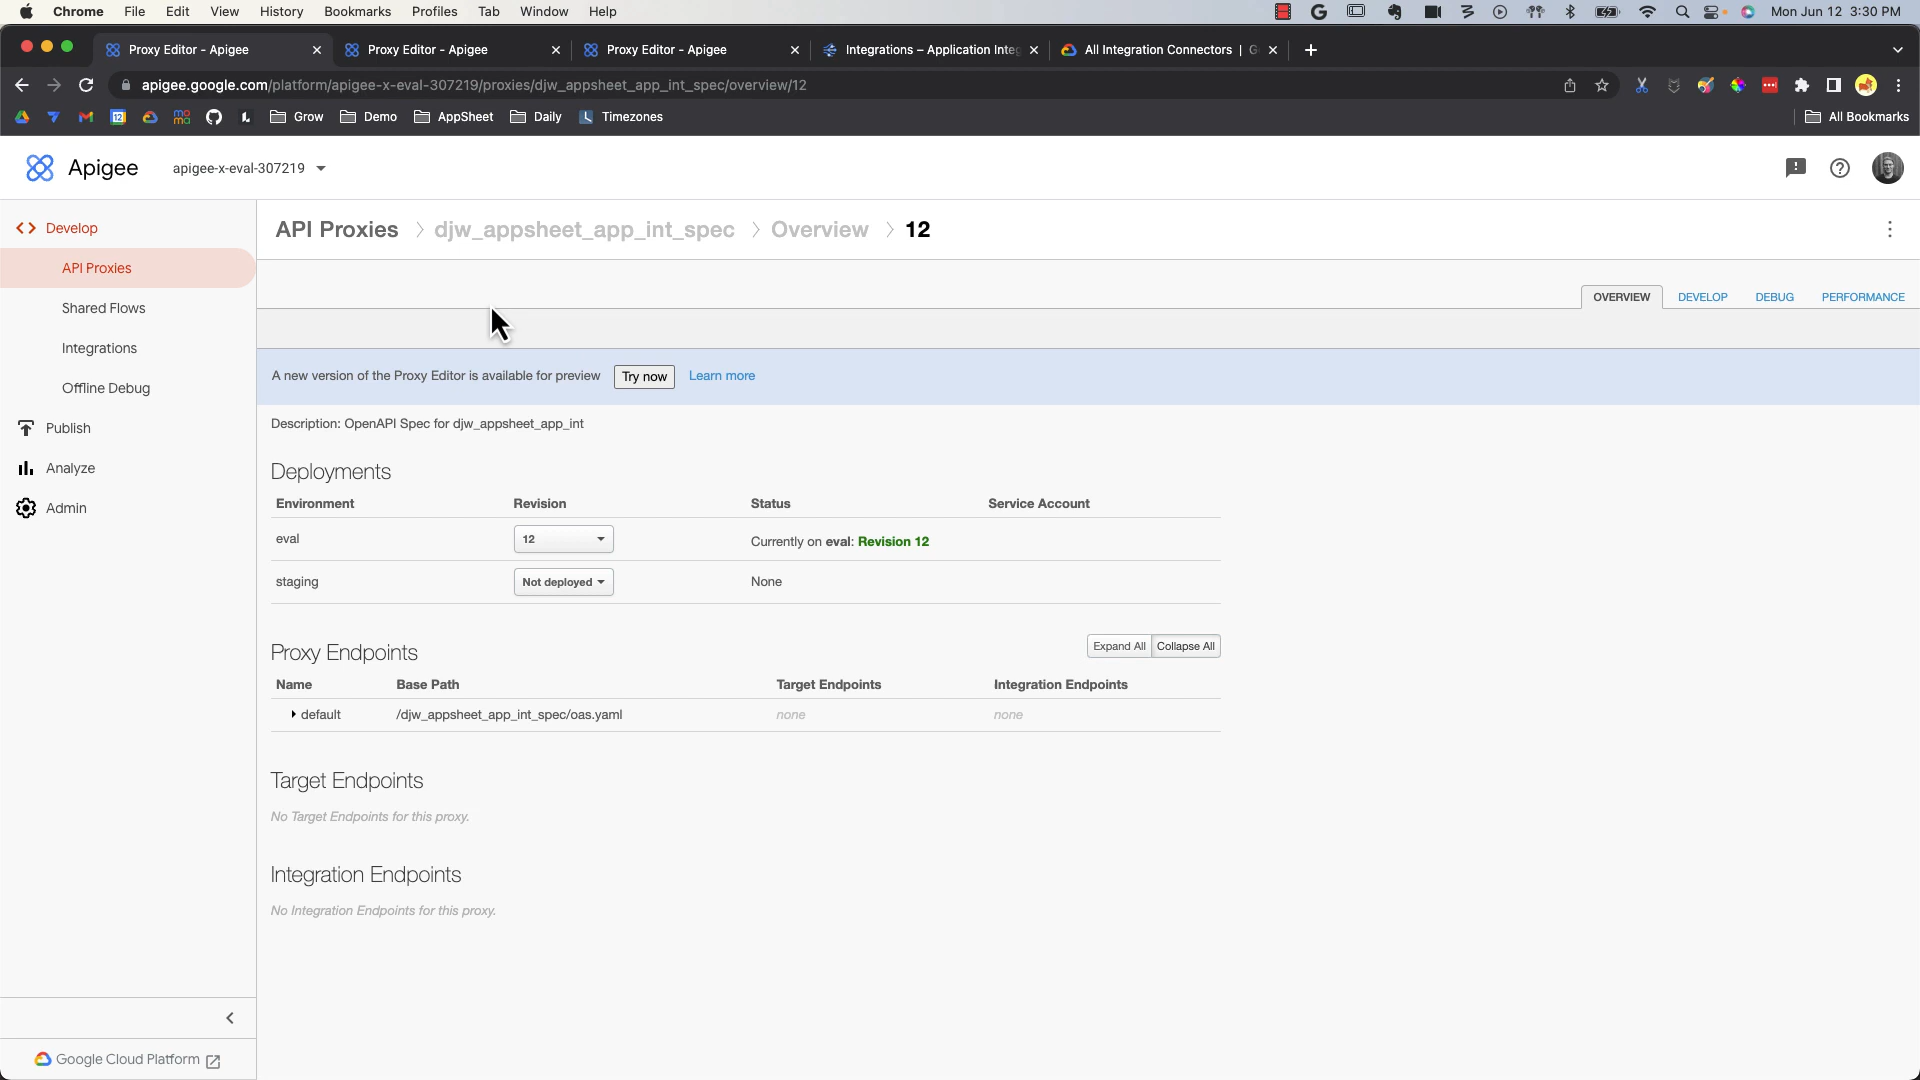 Chrome File Edit View History Bookmarks Profiles Tab Window Help Mon Jun 12 3:30 PM
Proxy Editor - Apigee Proxy Editor - Apigee Proxy Editor - Apigee Integrations – Application Inte All Integration Connectors | G
apigee.google.com/platform/apigee-x-eval-307219/proxies/djw_appsheet_app_int_spec/overview/12
Grow Demo AppSheet Daily Timezones All Bookmarks
Apigee apigee-x-eval-307219
Develop
API Proxies
Shared Flows
Integrations
Offline Debug
Publish
Analyze
Admin
Google Cloud Platform
API Proxies djw_appsheet_app_int_spec Overview 12
OVERVIEW DEVELOP DEBUG PERFORMANCE
A new version of the Proxy Editor is available for preview Try now Learn more
Description: OpenAPI Spec for djw_appsheet_app_int
Deployments
Environment Revision Status Service Account
eval 12 Currently on eval: Revision 12
staging Not deployed None
Proxy Endpoints Expand All Collapse All
Name Base Path Target Endpoints Integration Endpoints
default /djw_appsheet_app_int_spec/oas.yaml none none
Target Endpoints
No Target Endpoints for this proxy.
Integration Endpoints
No Integration Endpoints for this proxy.